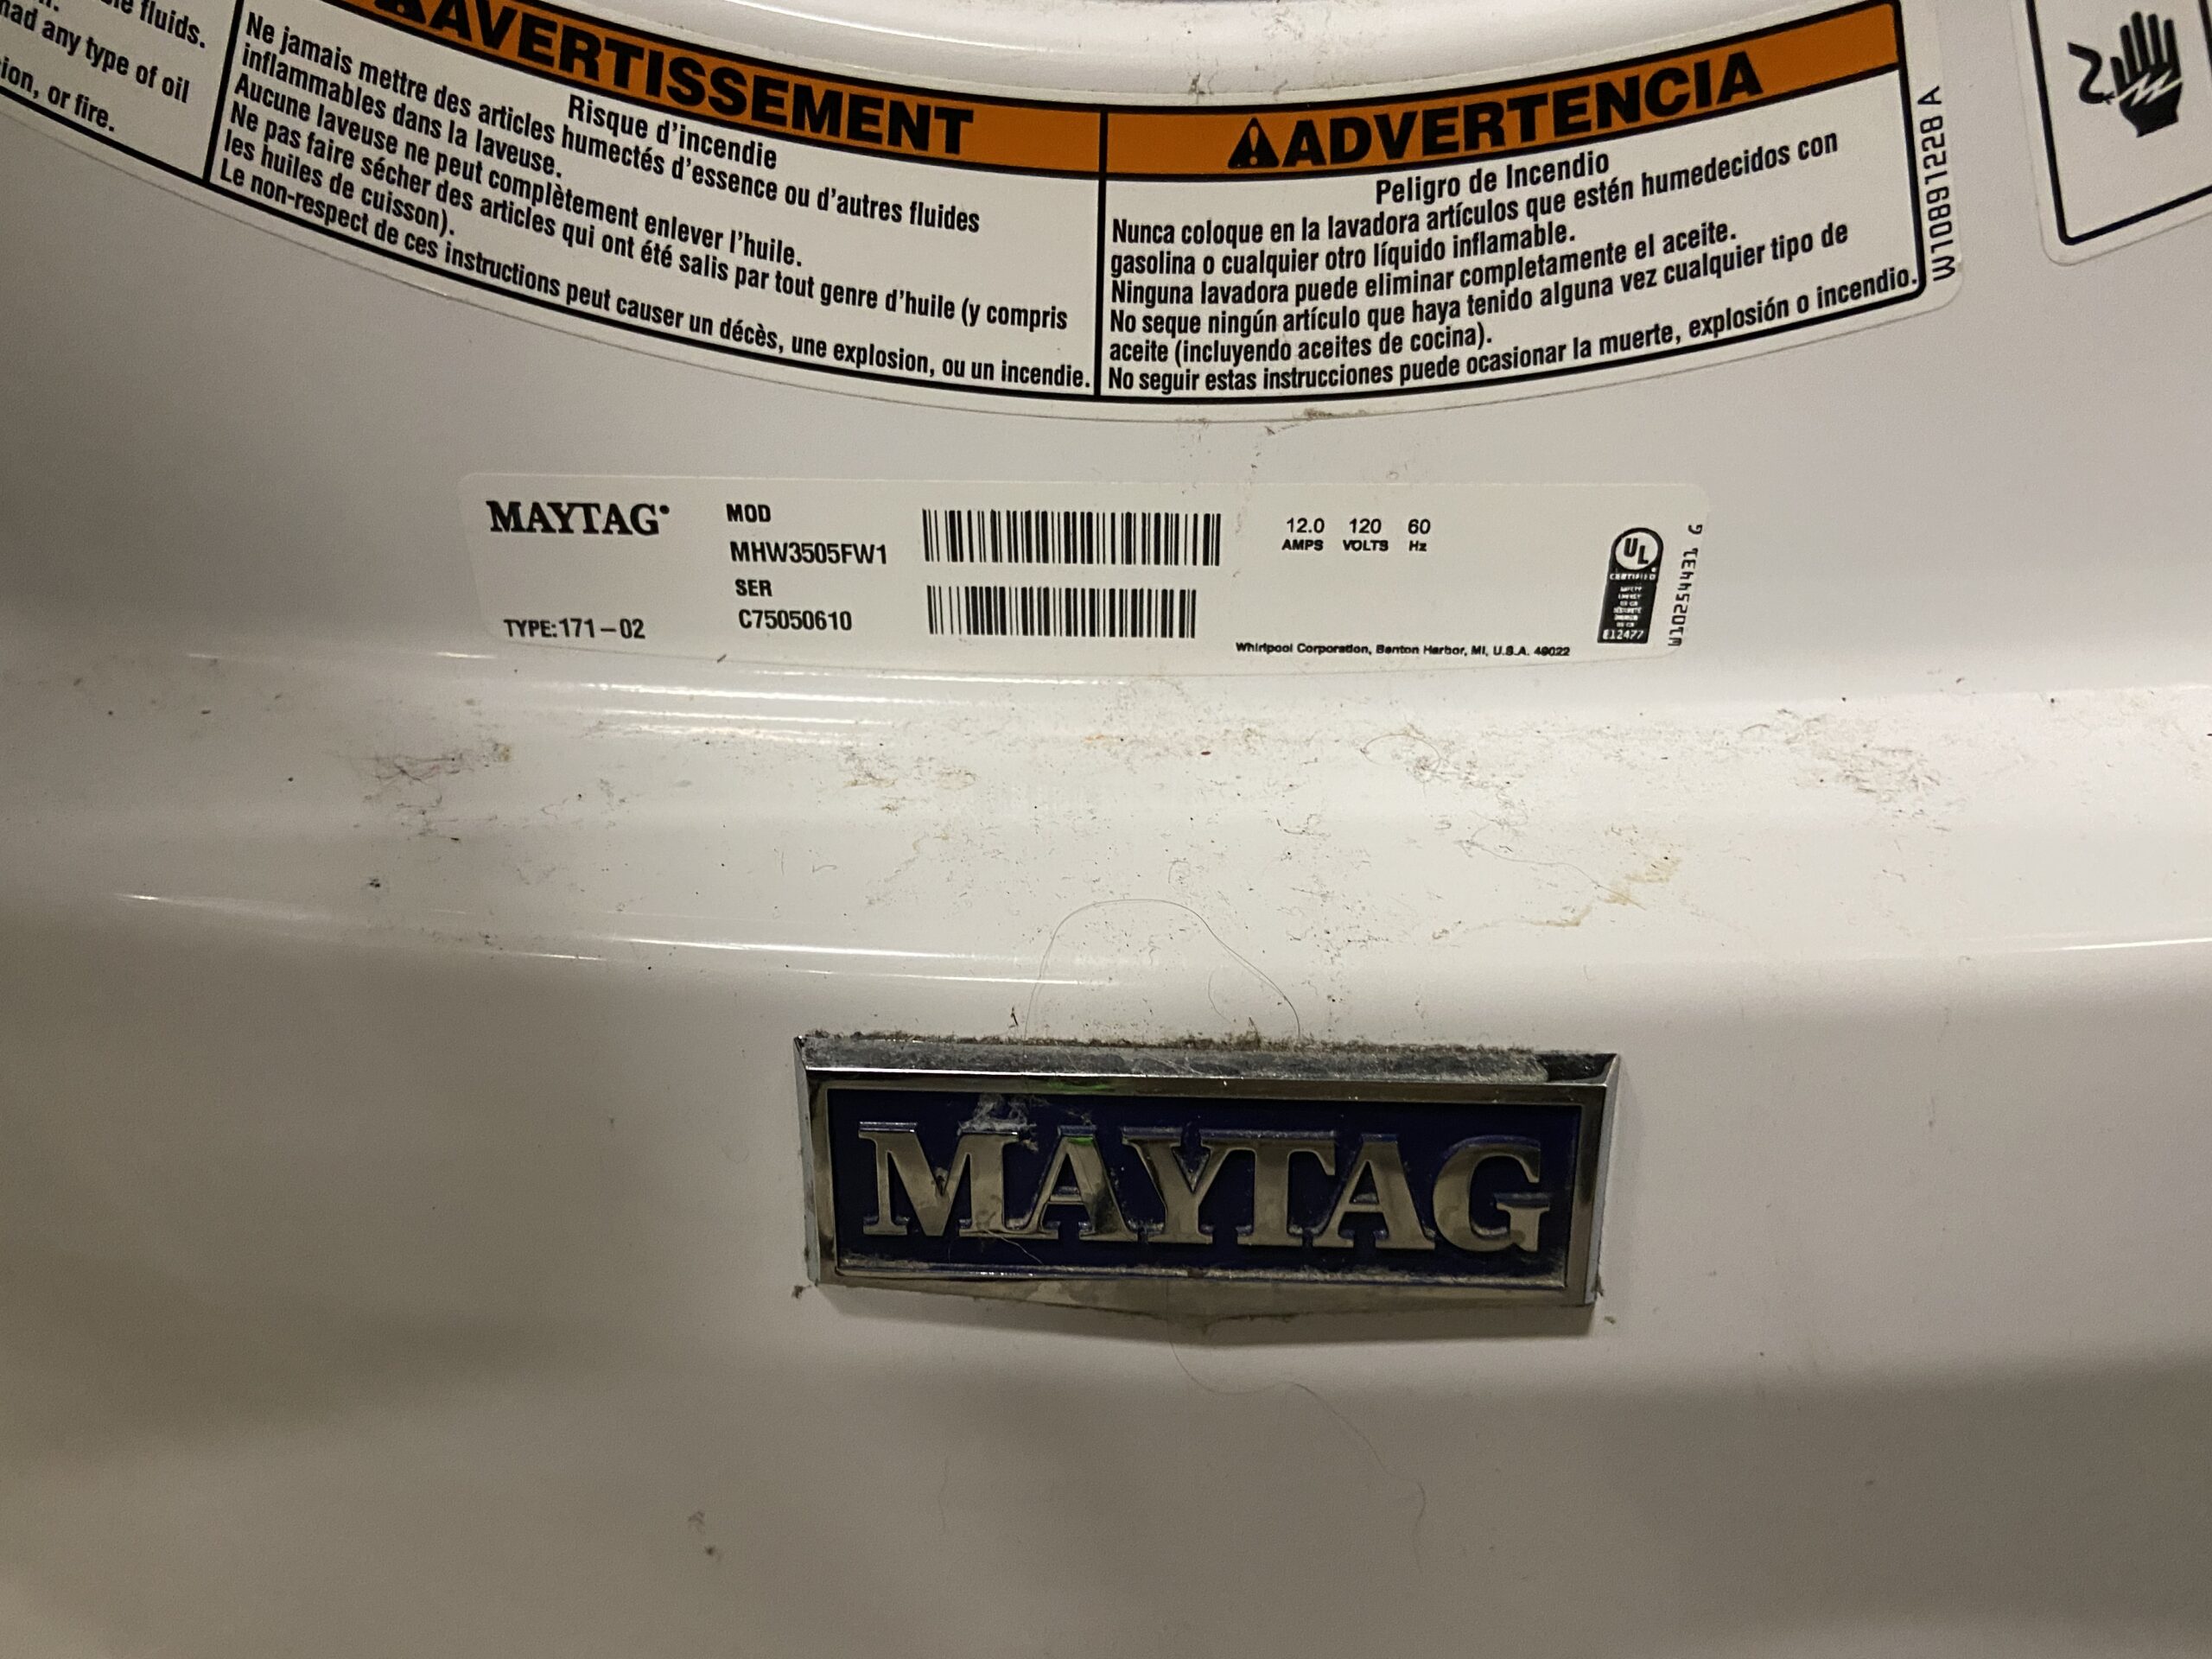 fluids.
had any type of oil
ion, or fire.
AVERTISSEMENT
Risque d'incendie
Ne jamais mettre des articles humectés d'essence ou d'autres fluides
inflammables dans la laveuse.
Aucune laveuse ne peut complètement enlever l'huile.
Ne pas faire sécher des articles qui ont été salis par tout genre d'huile (y compris
les huiles de cuisson).
Le non-respect de ces instructions peut causer un décès, une explosion, ou un incendie.
ADVERTENCIA
Peligro de Incendio
Nunca coloque en la lavadora artículos que estén humedecidos con
gasolina o cualquier otro líquido inflamable.
Ninguna lavadora puede eliminar completamente el aceite.
No seque ningún artículo que haya tenido alguna vez cualquier tipo de
aceite (incluyendo aceites de cocina).
No seguir estas instrucciones puede ocasionar la muerte, explosión o incendio.
W10891228 A
MAYTAG
TYPE:171-02
MOD
MHW3505FW1
SER
C75050610
12.0 120 60
AMPS VOLTS Hz
Whirlpool Corporation, Benton Harbor, MI, U.S.A. 49022
UL
CERTIFIED
E12477
W10254431 G
MAYTAG